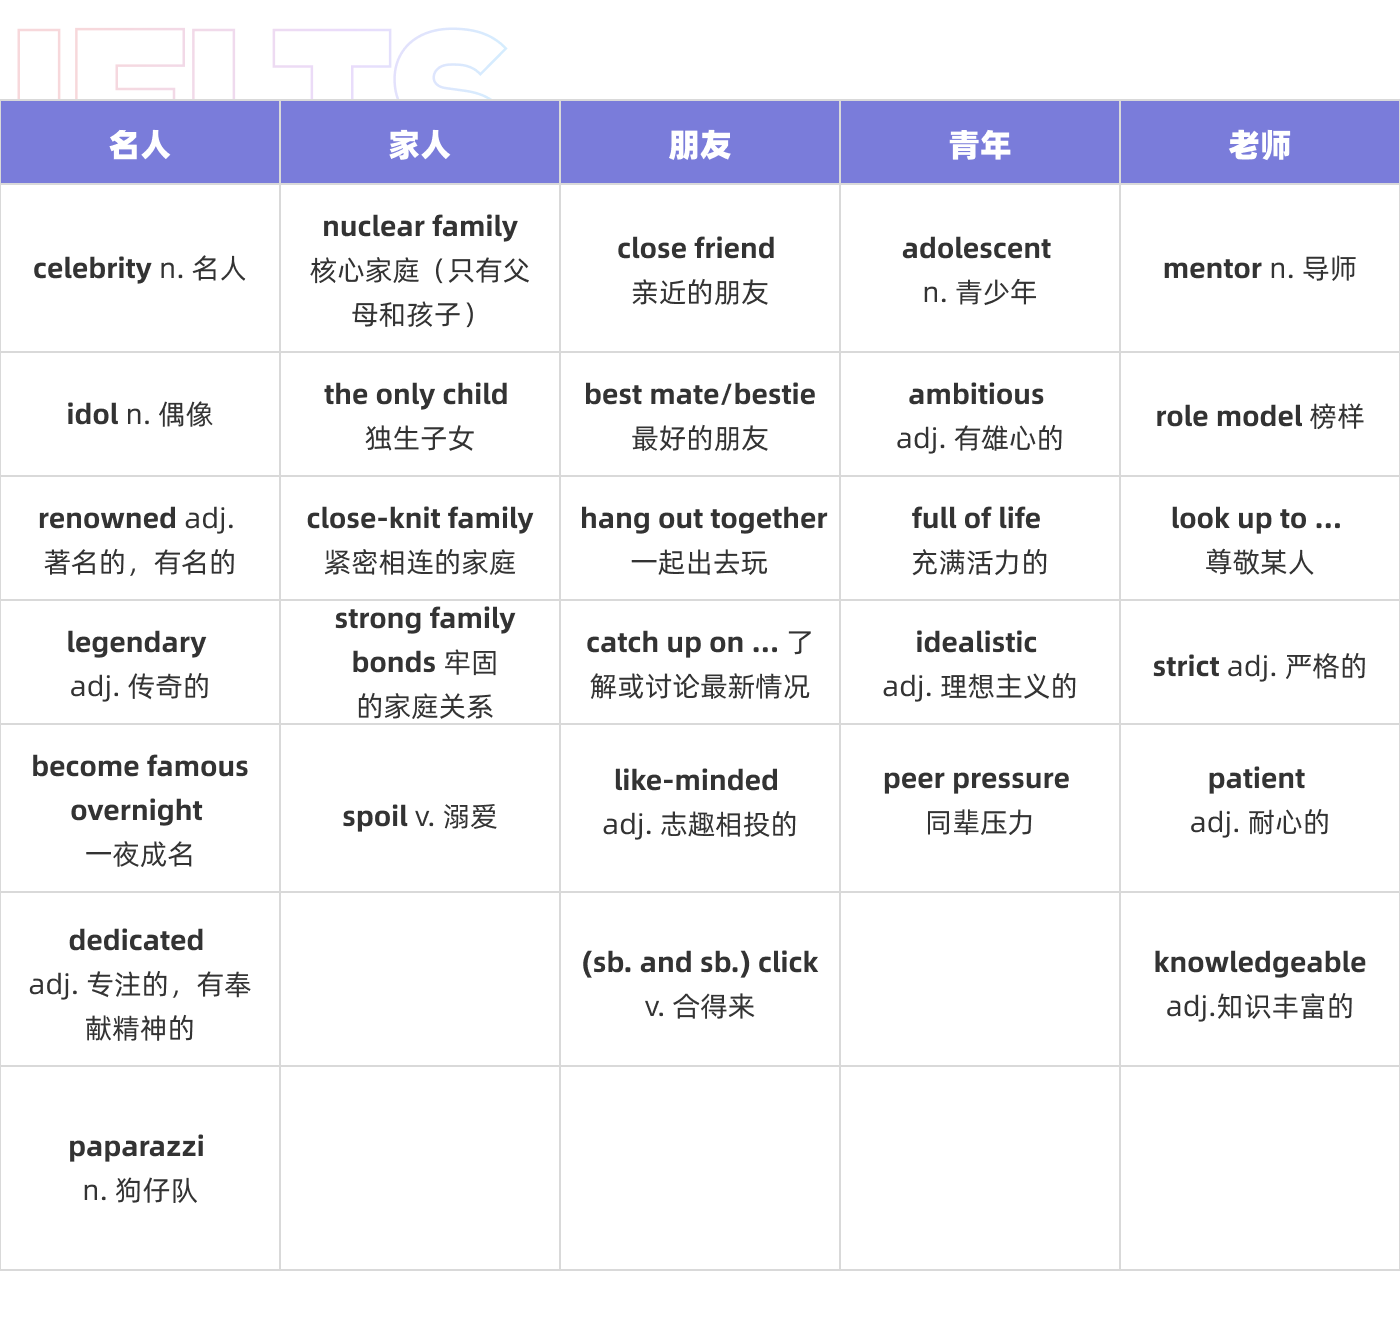 IELTS
名人 家人 朋友 青年 老师
celebrity n. 名人
nuclear family
核心家庭（只有父
母和孩子）
close friend
亲近的朋友
adolescent
n. 青少年
mentor n. 导师
idol n. 偶像
the only child
独生子女
best mate/bestie
最好的朋友
ambitious
adj. 有雄心的
role model 榜样
renowned adj.
著名的，有名的
close-knit family
紧密相连的家庭
hang out together
一起出去玩
full of life
充满活力的
look up to ...
尊敬某人
legendary
adj. 传奇的
strong family
bonds 牢固
的家庭关系
catch up on ... 了
解或讨论最新情况
idealistic
adj. 理想主义的
strict adj. 严格的
become famous
overnight
一夜成名
spoil v. 溺爱
like-minded
adj. 志趣相投的
peer pressure
同辈压力
patient
adj. 耐心的
dedicated
adj. 专注的，有奉
献精神的
(sb. and sb.) click
v. 合得来
knowledgeable
adj.知识丰富的
paparazzi
n. 狗仔队